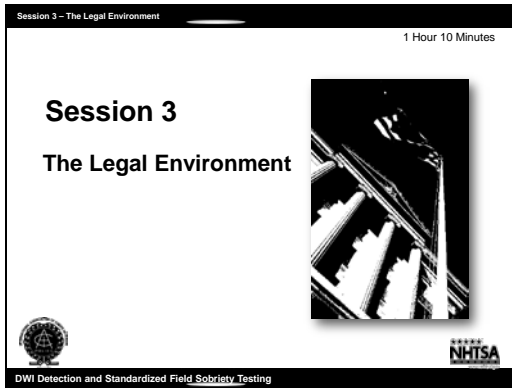 Session 3 – The Legal Environment
1 Hour 10 Minutes
Session 3
The Legal Environment
NHTSA
DWI Detection and Standardized Field Sobriety Testing